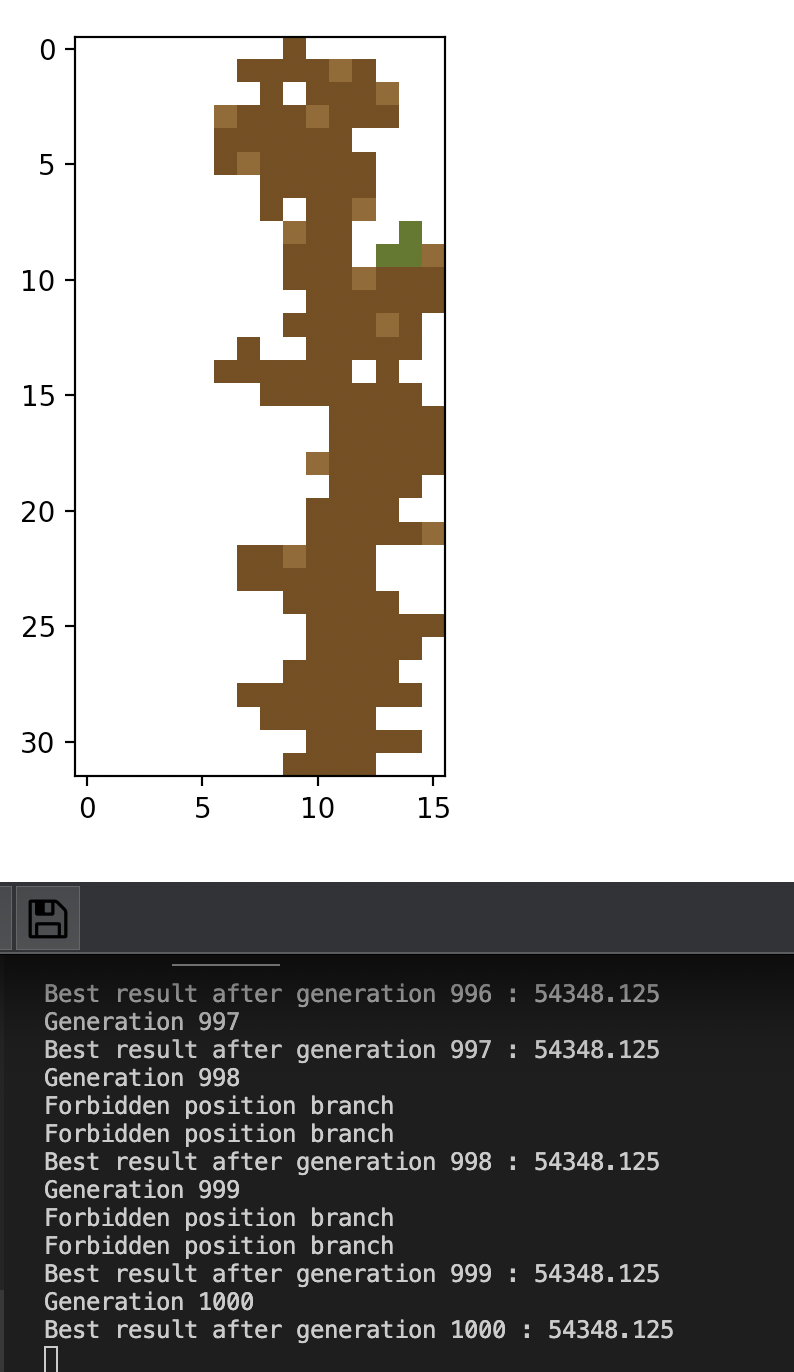 0
5
10
15
20
25
30
0 5 10 15
Best result after generation 996 : 54348.125
Generation 997
Best result after generation 997 : 54348.125
Generation 998
Forbidden position branch
Forbidden position branch
Best result after generation 998 : 54348.125
Generation 999
Forbidden position branch
Forbidden position branch
Best result after generation 999 : 54348.125
Generation 1000
Best result after generation 1000 : 54348.125